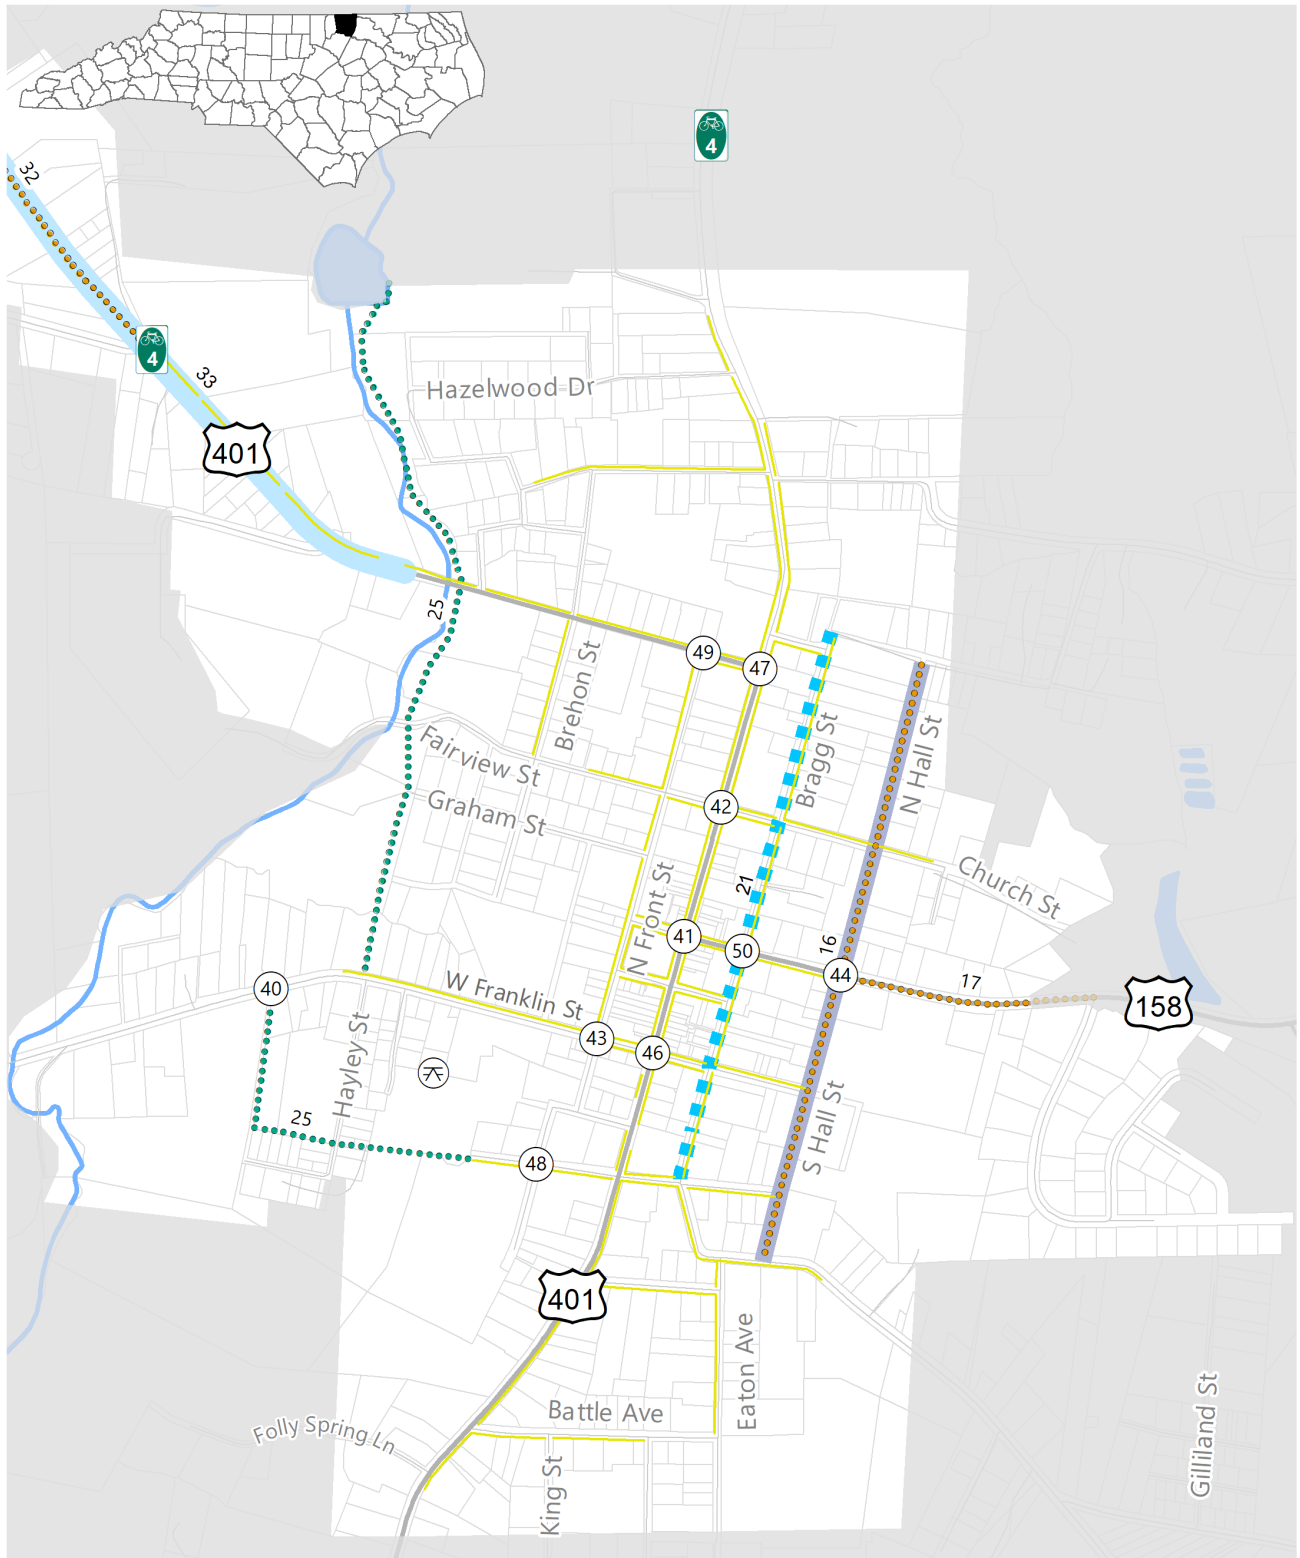 4
32
4
33
Hazelwood Dr
401
25
49
47
Brehon St
Bragg St
N Hall St
Fairview St
Graham St
42
Church St
21
N Front St
41
50
16
44
17
158
40
W Franklin St
43
46
Hayley St
25
S Hall St
48
401
Eaton Ave
Battle Ave
Folly Spring Ln
King St
Gilliland St